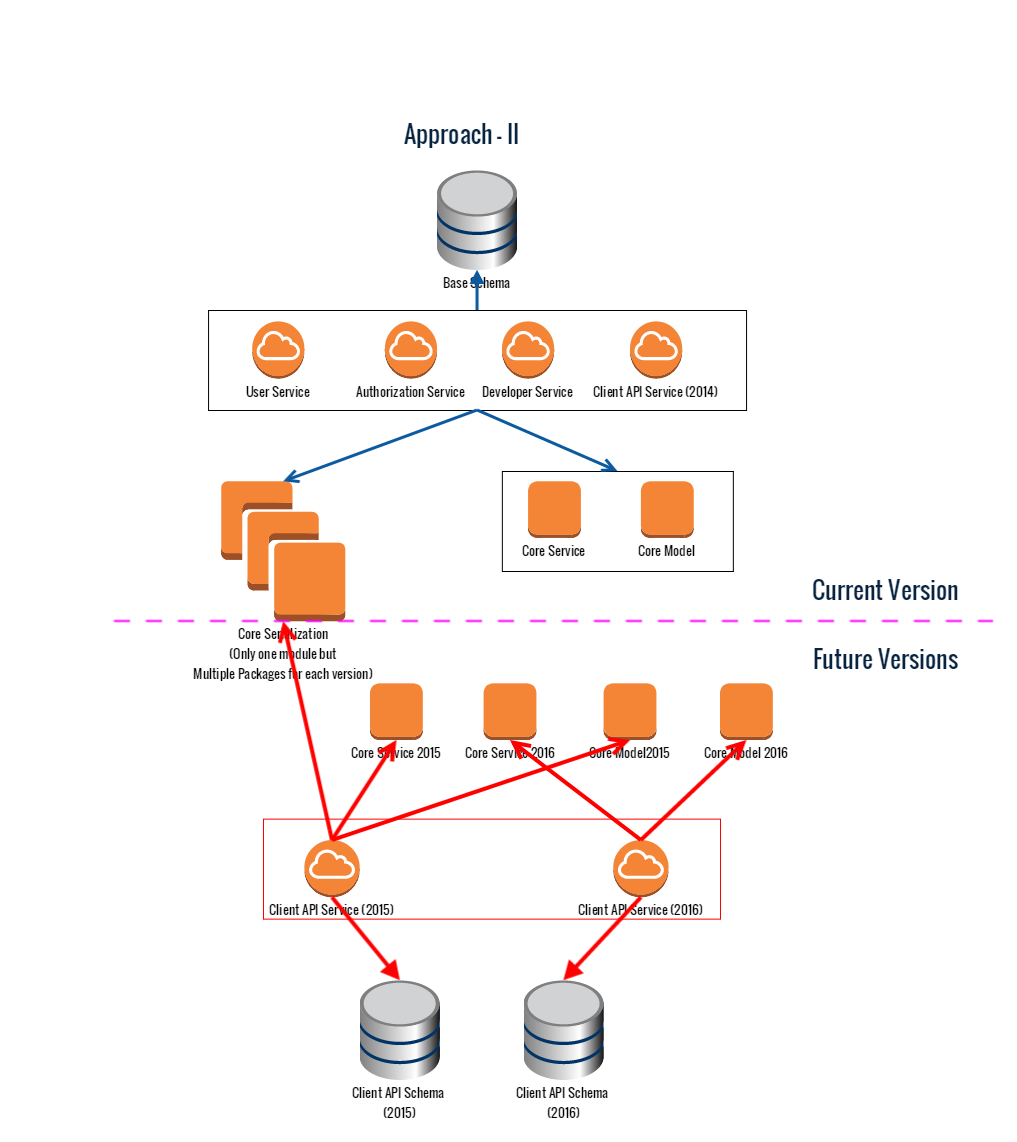 Approach - II
Base Schema
User Service
Authorization Service
Developer Service
Client API Service (2014)
Core Service
Core Model
Current Version
Core Serialization
(Only one module but
Multiple Packages for each version)
Future Versions
Core Service 2015
Core Service 2016
Core Model2015
Core Model 2016
Client API Service (2015)
Client API Service (2016)
Client API Schema
(2015)
Client API Schema
(2016)